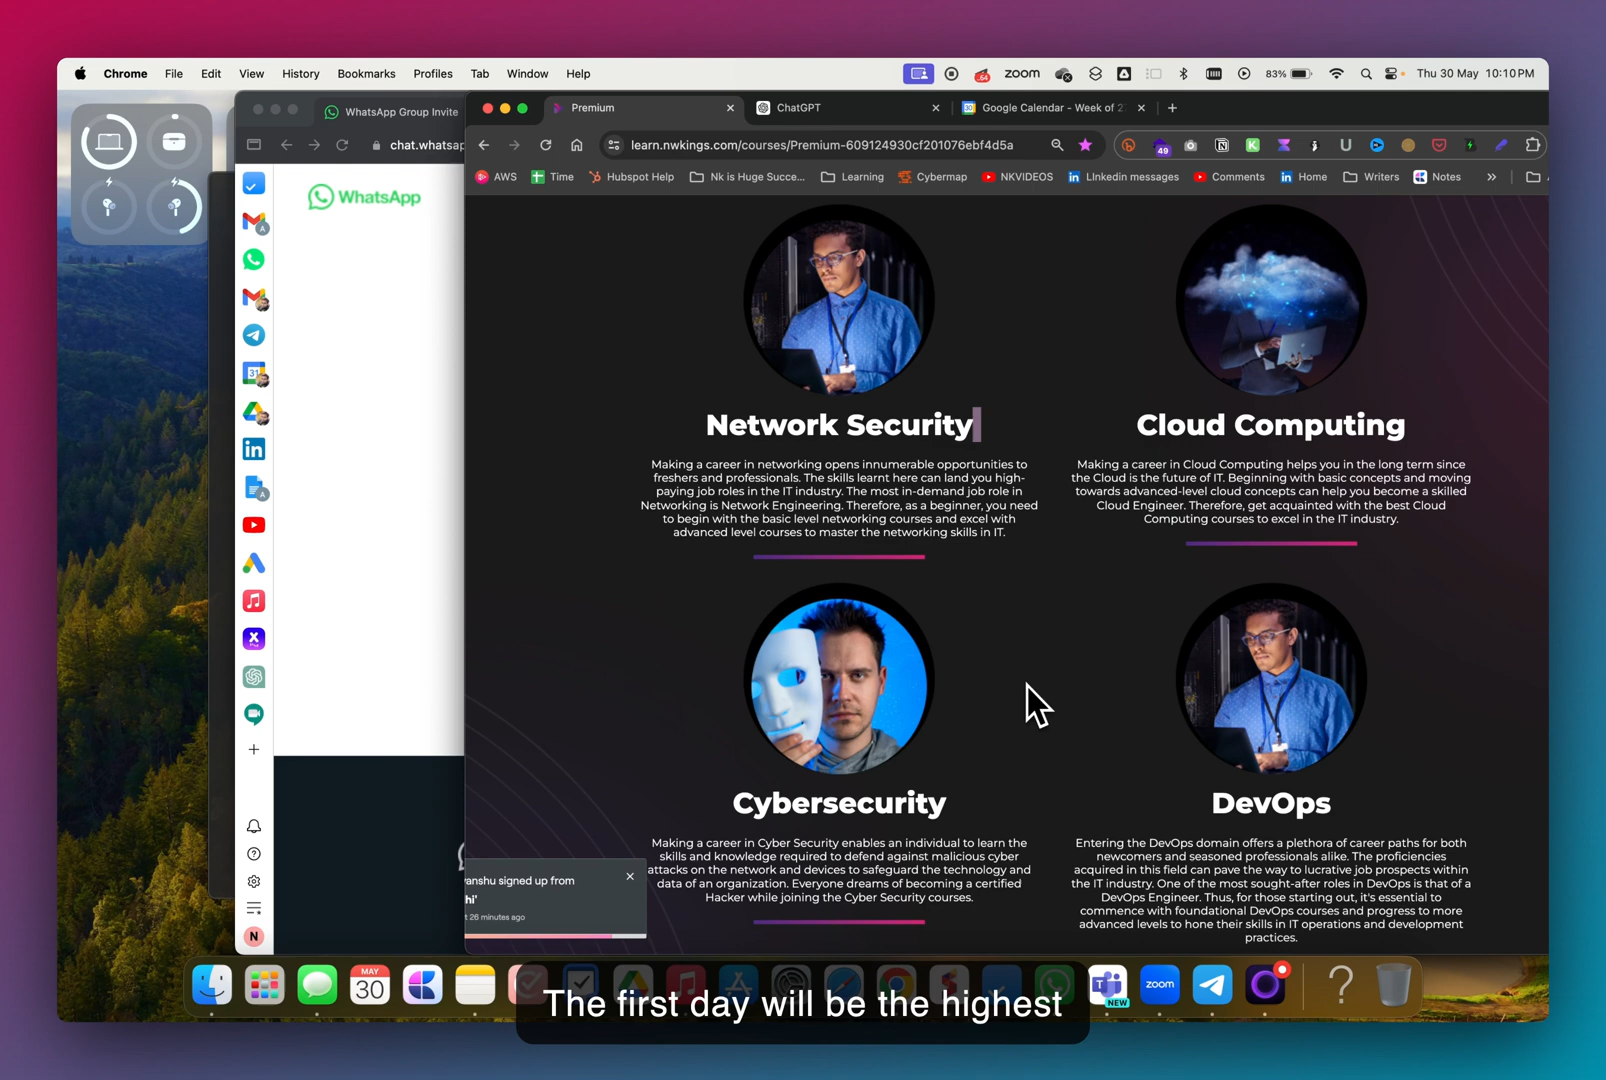 Chrome File Edit View History Bookmarks Profiles Tab Window Help
64 zoom 83% Thu 30 May 10:10 PM
WhatsApp Group Invite
chat.whatsap
WhatsApp
Premium
ChatGPT
Google Calendar - Week of 2
learn.nwkings.com/courses/Premium-609124930cf201076ebf4d5a
49
AWS Time Hubspot Help Nk is Huge Succe... Learning Cybermap NKVIDEOS LInkedin messages Comments Home Writers Notes
Network Security
Making a career in networking opens innumerable opportunities to
freshers and professionals. The skills learnt here can land you high-
paying job roles in the IT industry. The most in-demand job role in
Networking is Network Engineering. Therefore, as a beginner, you need
to begin with the basic level networking courses and excel with
advanced level courses to master the networking skills in IT.
Cloud Computing
Making a career in Cloud Computing helps you in the long term since
the Cloud is the future of IT. Beginning with basic concepts and moving
towards advanced-level cloud concepts can help you become a skilled
Cloud Engineer. Therefore, get acquainted with the best Cloud
Computing courses to excel in the IT industry.
Cybersecurity
Making a career in Cyber Security enables an individual to learn the
skills and knowledge required to defend against malicious cyber
attacks on the network and devices to safeguard the technology and
data of an organization. Everyone dreams of becoming a certified
Hacker while joining the Cyber Security courses.
DevOps
Entering the DevOps domain offers a plethora of career paths for both
newcomers and seasoned professionals alike. The proficiencies
acquired in this field can pave the way to lucrative job prospects within
the IT industry. One of the most sought-after roles in DevOps is that of a
DevOps Engineer. Thus, for those starting out, it's essential to
commence with foundational DevOps courses and progress to more
advanced levels to hone their skills in IT operations and development
practices.
anshu signed up from
hi'
t 26 minutes ago
31
in
A
N
MAY
30
NEW
zoom
The first day will be the highest